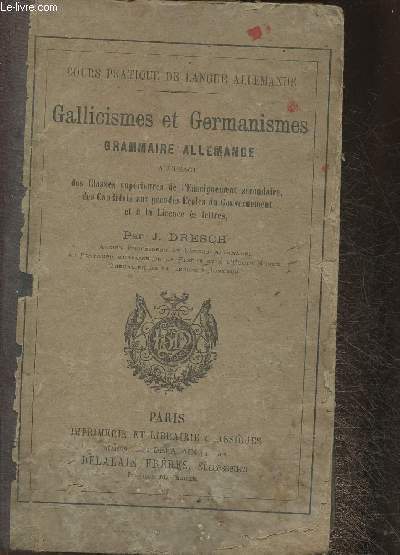 Le-livre.fr
COURS PRATIQUE DE LANGUE ALLEMANDE
Gallicismes et Germanismes
GRAMMAIRE ALLEMANDE
A L'USAGE
des Classes supérieures de l'Enseignement secondaire,
des Candidats aux grandes Écoles du Gouvernement
et à la Licence ès lettres,
Par J. DRESCH
PARIS
IMPRIMERIE ET LIBRAIRIE CLASSIQUES
DELALAIN FRÈRES, Successeurs